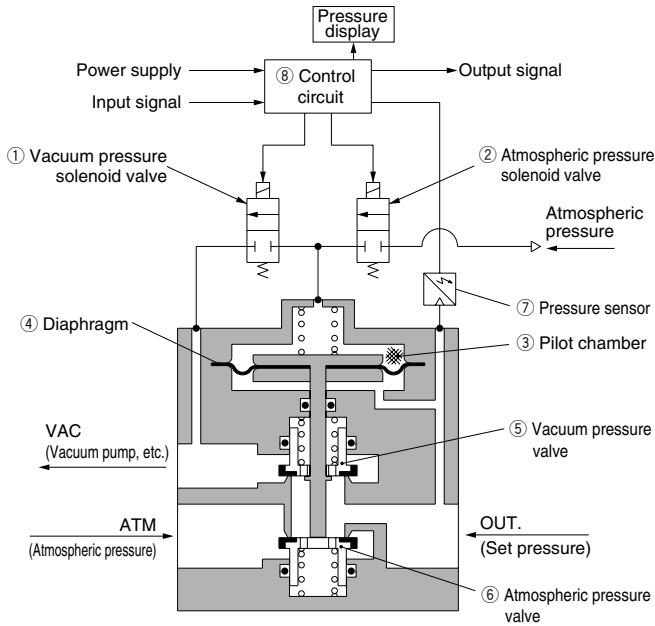 Pressure
display
Power supply
⑧ Control
circuit
Output signal
Input signal
① Vacuum pressure
solenoid valve
② Atmospheric pressure
solenoid valve
Atmospheric
pressure
⑦ Pressure sensor
④ Diaphragm
③ Pilot chamber
VAC
(Vacuum pump, etc.)
⑤ Vacuum pressure
valve
ATM
(Atmospheric pressure)
OUT.
(Set pressure)
⑥ Atmospheric pressure
valve